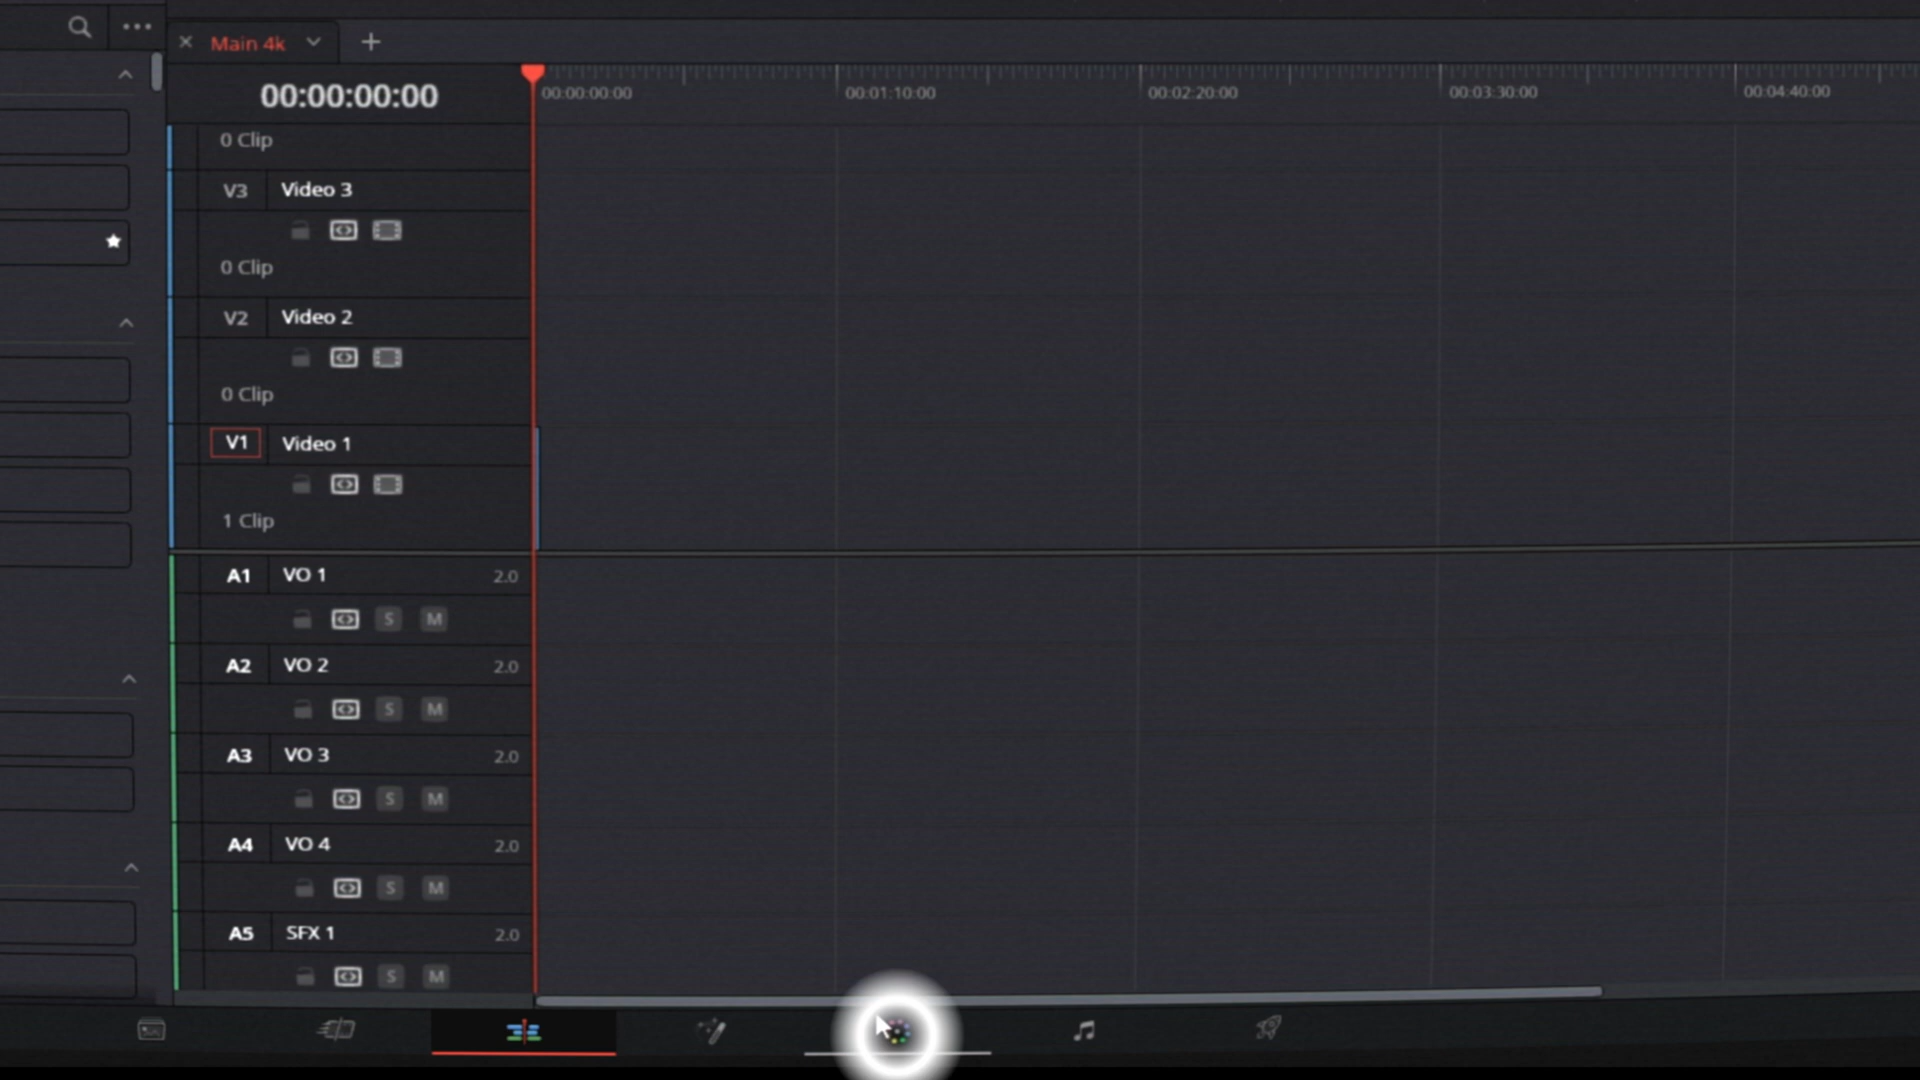 Main 4k
00:00:00:00
00:00:00:00 00:01:10:00 00:02:20:00 00:03:30:00 00:04:40:00
0 Clip
V3 Video 3
0 Clip
V2 Video 2
0 Clip
V1 Video 1
1 Clip
A1 VO 1 2.0
S M
A2 VO 2 2.0
S M
A3 VO 3 2.0
S M
A4 VO 4 2.0
S M
A5 SFX 1 2.0
S M